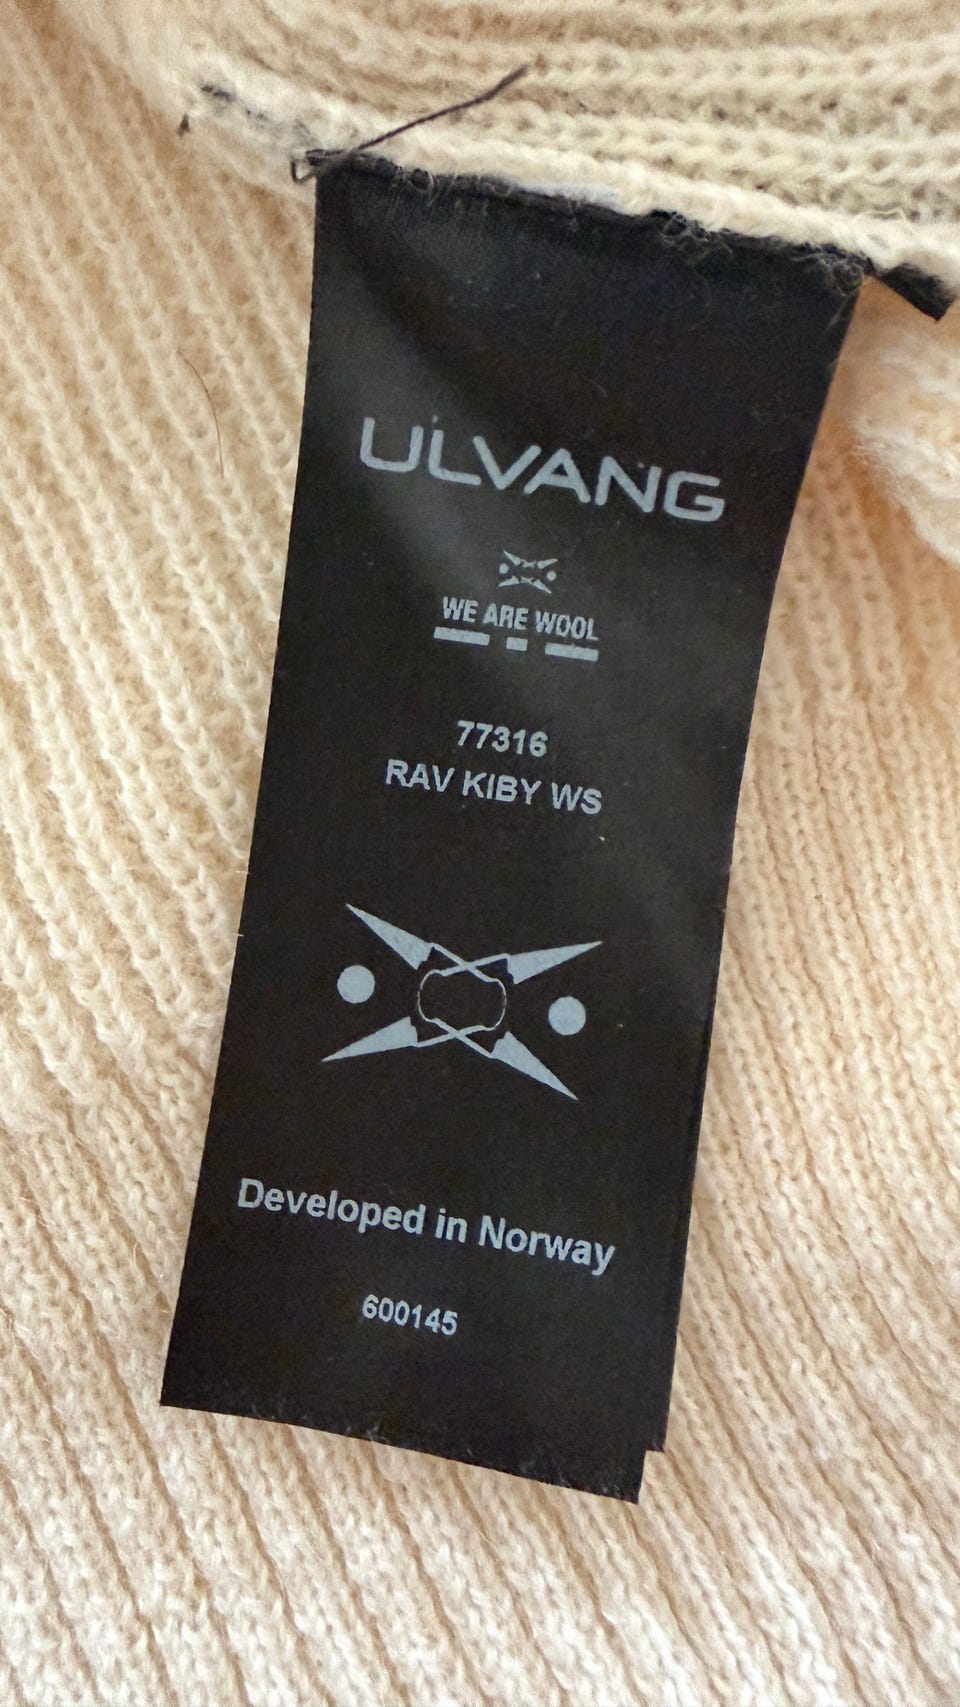 ULVANG
WE ARE WOOL
77316
RAV KIBY WS
Developed in Norway
600145